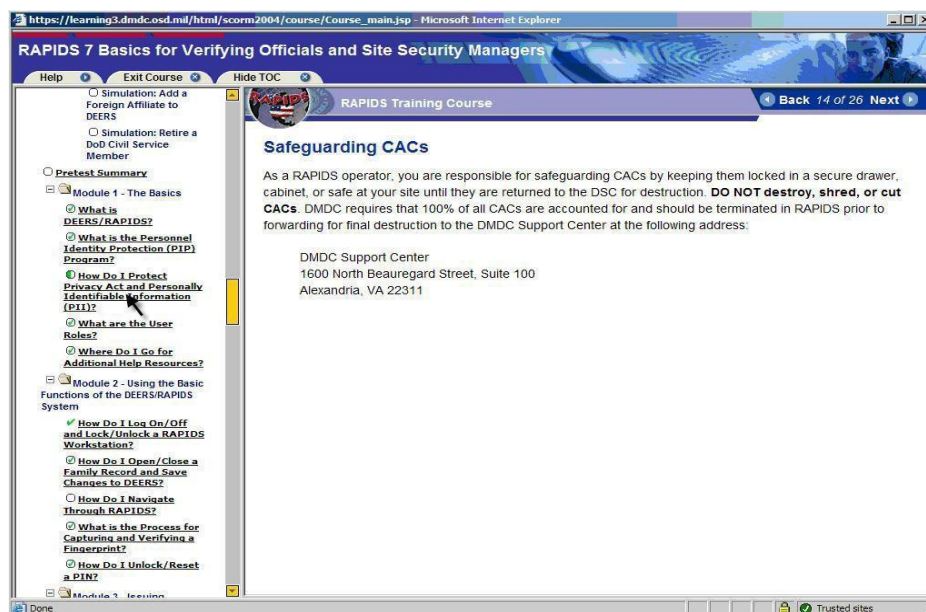 https://learning3.dmdc.osd.mil/html/scorm2004/course/Course_main.jsp - Microsoft Internet Explorer
RAPIDS 7 Basics for Verifying Officials and Site Security Managers
Help Exit Course Hide TOC
Simulation: Add a
Foreign Affiliate to
DEERS
Simulation: Retire a
DoD Civil Service
Member
Pretest Summary
Module 1 - The Basics
What is
DEERS/RAPIDS?
What is the Personnel
Identity Protection (PIP)
Program?
How Do I Protect
Privacy Act and Personally
Identifiable Information
(PII)?
What are the User
Roles?
Where Do I Go for
Additional Help Resources?
Module 2 - Using the Basic
Functions of the DEERS/RAPIDS
System
How Do I Log On/Off
and Lock/Unlock a RAPIDS
Workstation?
How Do I Open/Close a
Family Record and Save
Changes to DEERS?
How Do I Navigate
Through RAPIDS?
What is the Process for
Capturing and Verifying a
Fingerprint?
How Do I Unlock/Reset
a PIN?
Module 3 - Issuing
RAPIDS
RAPIDS Training Course
Back 14 of 26 Next
Safeguarding CACs
As a RAPIDS operator, you are responsible for safeguarding CACs by keeping them locked in a secure drawer,
cabinet, or safe at your site until they are returned to the DSC for destruction. DO NOT destroy, shred, or cut
CACs. DMDC requires that 100% of all CACs are accounted for and should be terminated in RAPIDS prior to
forwarding for final destruction to the DMDC Support Center at the following address:
DMDC Support Center
1600 North Beauregard Street, Suite 100
Alexandria, VA 22311
Done
Trusted sites